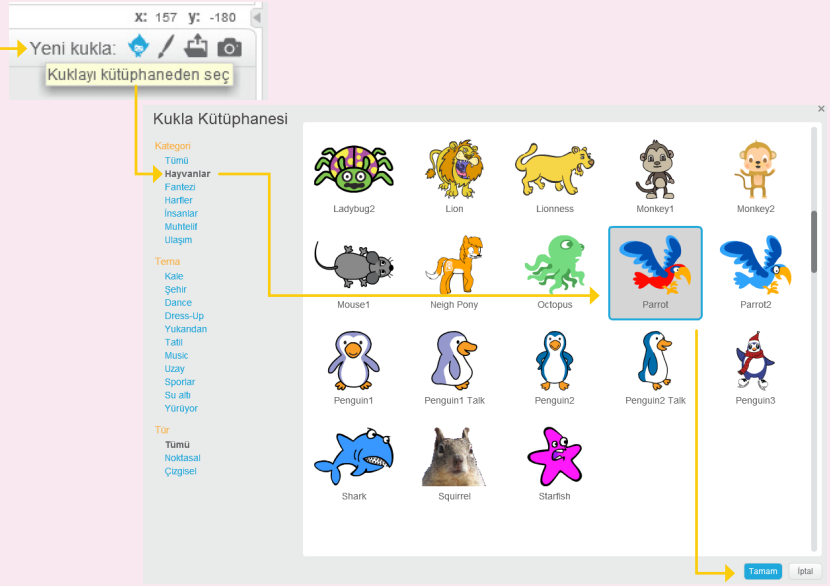 x: 157 y: -180
Yeni kukla:
Kuklayı kütüphaneden seç
Kukla Kütüphanesi
Kategori
Tümü
Hayvanlar
Fantezi
Harfler
İnsanlar
Muhtelif
Ulaşım
Tema
Kale
Şehir
Dance
Dress-Up
Yukarıdan
Tatil
Music
Uzay
Sporlar
Su altı
Yürüyor
Tür
Tümü
Noktasal
Çizgisel
Ladybug2 Lion Lionness Monkey1 Monkey2
Mouse1 Neigh Pony Octopus Parrot Parrot2
Penguin1 Penguin1 Talk Penguin2 Penguin2 Talk Penguin3
Shark Squirrel Starfish
Tamam İptal